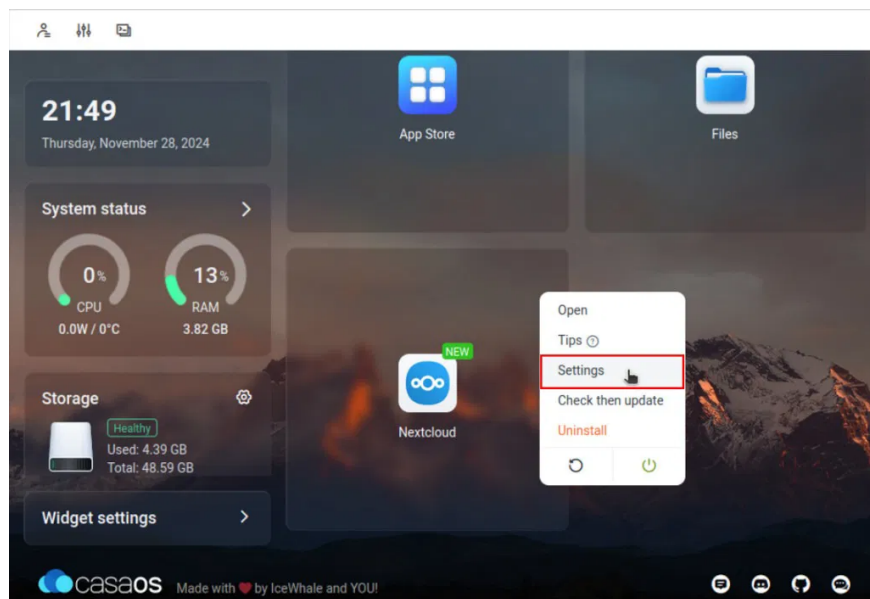 21:49
Thursday, November 28, 2024
System status
0%
CPU
0.0W / 0°C
13%
RAM
3.82 GB
Storage
Healthy
Used: 4.39 GB
Total: 48.59 GB
Widget settings
App Store
Files
NEW
Nextcloud
Open
Tips ?
Settings
Check then update
Uninstall
casaos Made with ❤ by IceWhale and YOU!